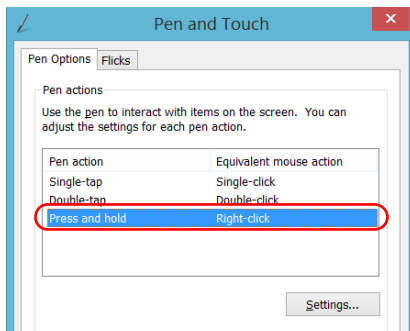 Pen and Touch
Pen Options Flicks
Pen actions
Use the pen to interact with items on the screen. You can
adjust the settings for each pen action.
Pen action Equivalent mouse action
Single-tap Single-click
Double-tap Double-click
Press and hold Right-click
Settings...